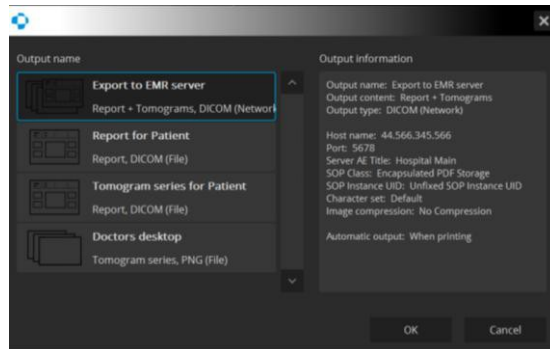 Output name
Export to EMR server
Report + Tomograms, DICOM (Network
Report for Patient
Report, DICOM (File)
Tomogram series for Patient
Report, DICOM (File)
Doctors desktop
Tomogram series, PNG (File)
Output information
Output name: Export to EMR server
Output content: Report + Tomograms
Output type: DICOM (Network)
Host name: 44.566.345.566
Port: 5678
Server AE Title: Hospital Main
SOP Class: Encapsulated PDF Storage
SOP Instance UID: Unfixed SOP Instance UID
Character set: Default
Image compression: No Compression
Automatic output: When printing
OK
Cancel